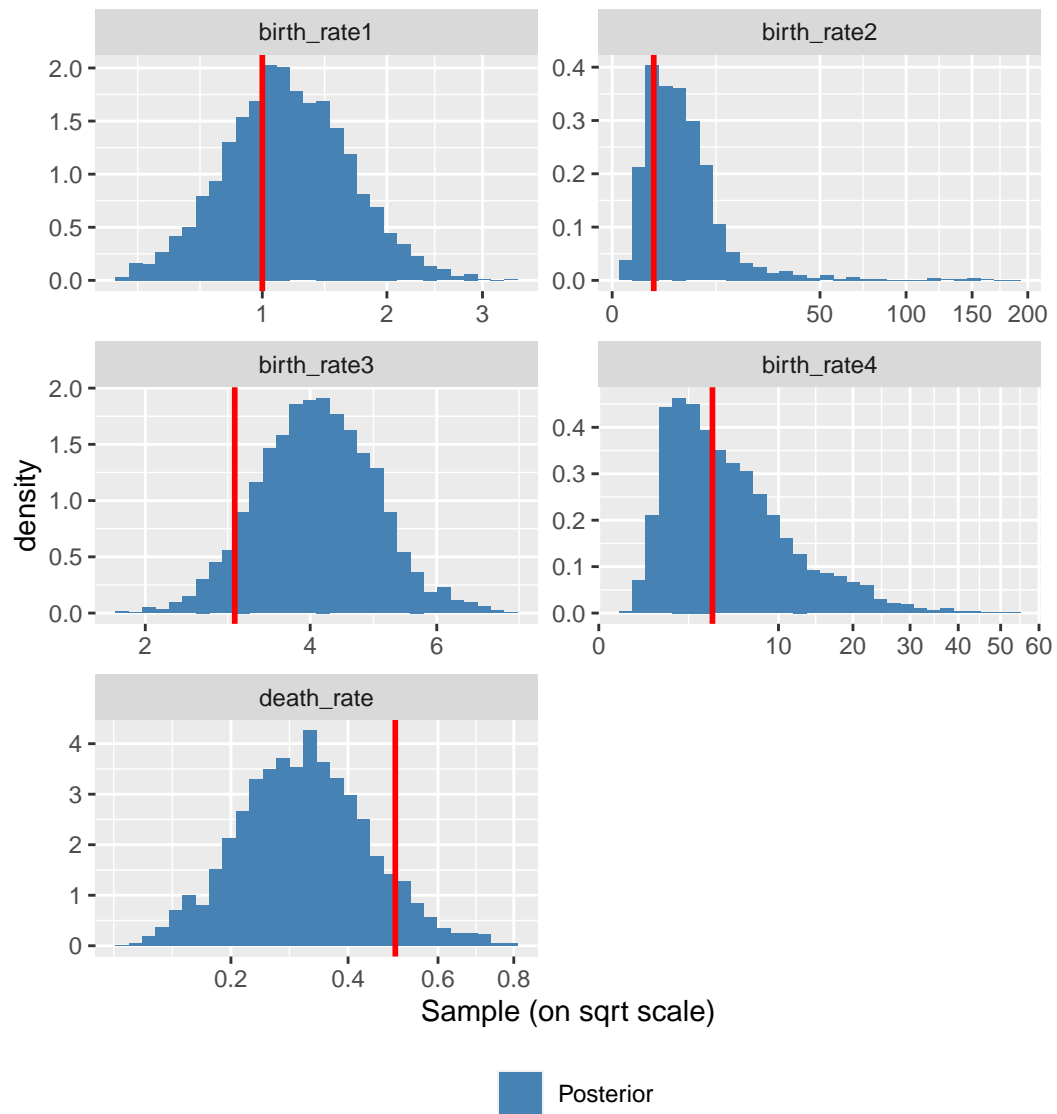 birth_rate1 birth_rate2
2.0
1.5
1.0
0.5
0.0
1 2 3
0.4
0.3
0.2
0.1
0.0
0 50 100 150 200
birth_rate3 birth_rate4
2.0
1.5
1.0
0.5
0.0
2 4 6
0.4
0.3
0.2
0.1
0.0
0 10 20 30 40 50 60
density
death_rate
4
3
2
1
0
0.2 0.4 0.6 0.8
Sample (on sqrt scale)
Posterior